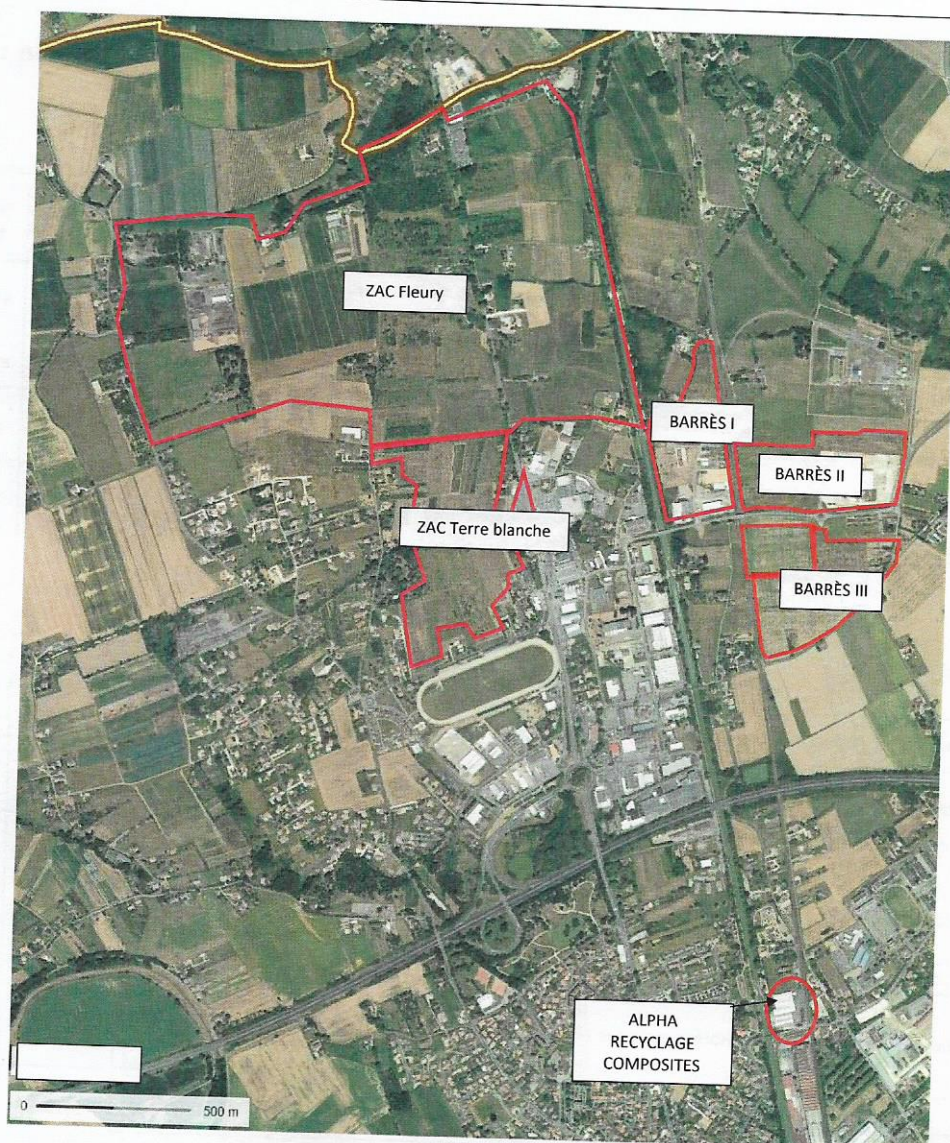 ZAC Fleury
BARRÈS I
BARRÈS II
ZAC Terre blanche
BARRÈS III
ALPHA
RECYCLAGE
COMPOSITES
0 500 m